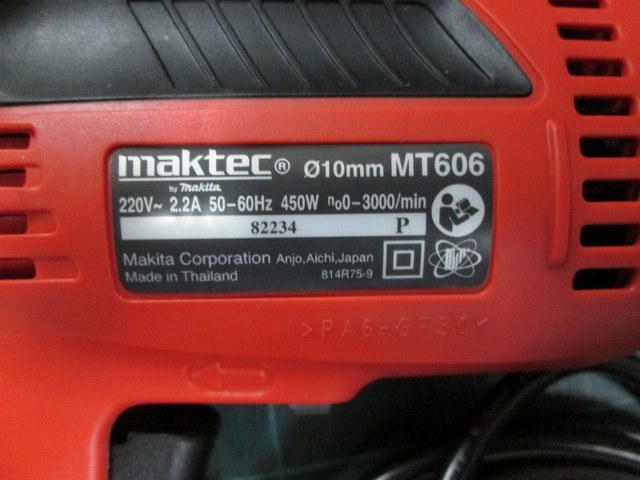 maktec® Ø10mm MT606
by Makita
220V~ 2.2A 50-60Hz 450W n₀0-3000/min
82234 P
Makita Corporation Anjo,Aichi,Japan
Made in Thailand 814R75-9
>PA6-GF30<